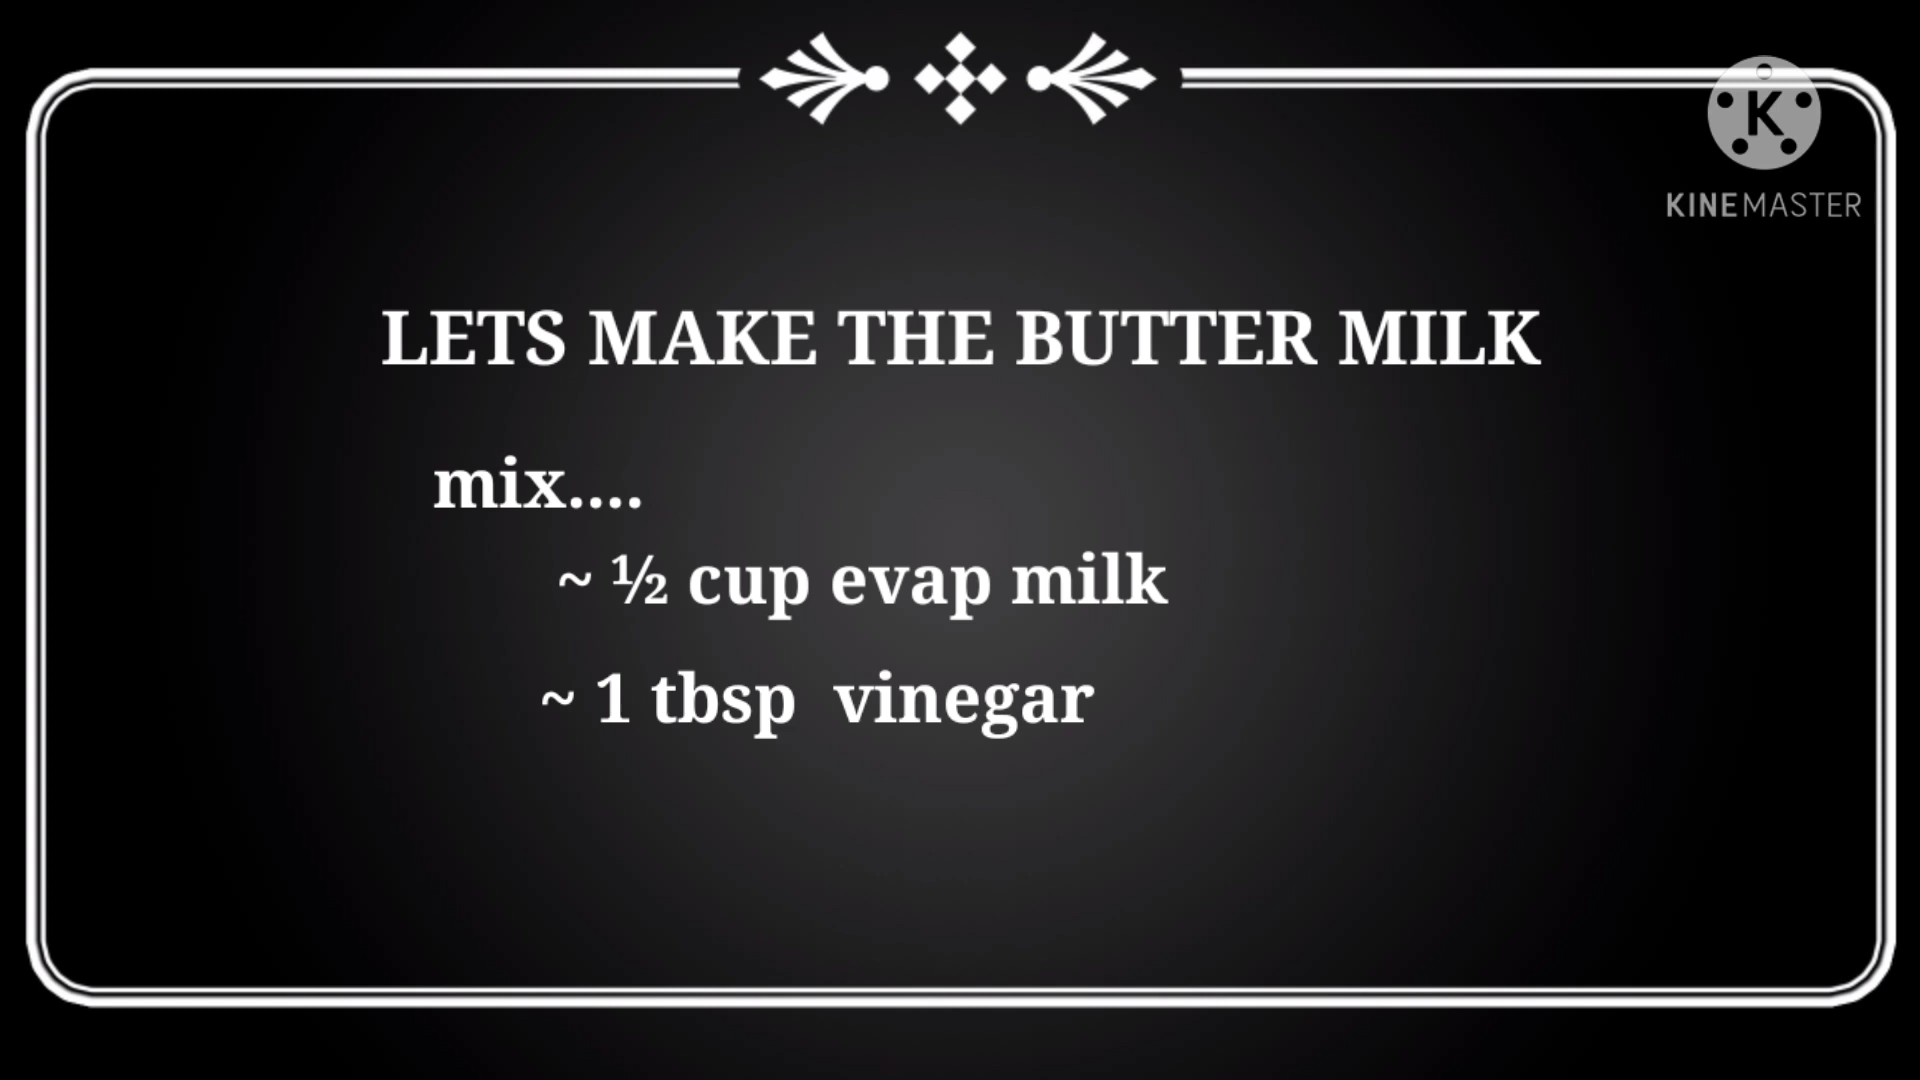 K
KINEMASTER
LETS MAKE THE BUTTER MILK
mix....
~ ½ cup evap milk
~ 1 tbsp  vinegar